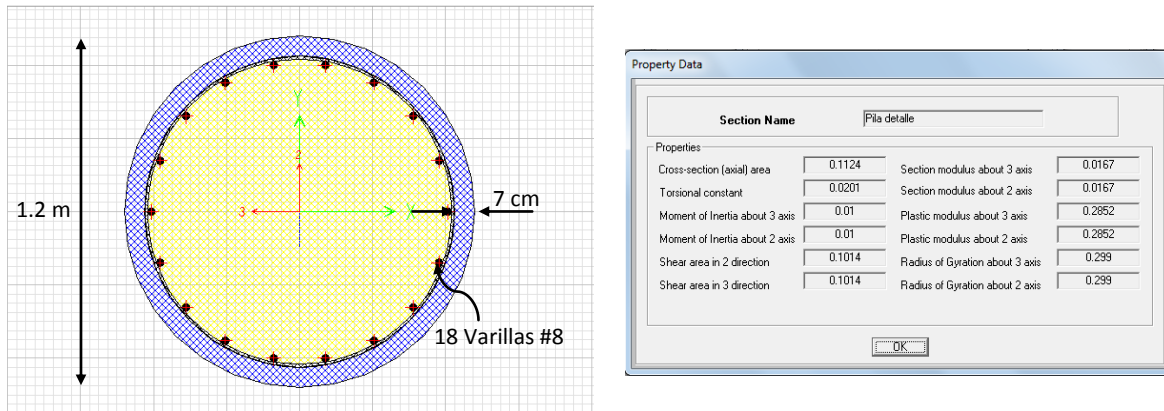 1.2 m
Y
2
3
X
7 cm
18 Varillas #8
Property Data
Section Name Pila detalle
Properties
Cross-section (axial) area 0.1124 Section modulus about 3 axis 0.0167
Torsional constant 0.0201 Section modulus about 2 axis 0.0167
Moment of Inertia about 3 axis 0.01 Plastic modulus about 3 axis 0.2852
Moment of Inertia about 2 axis 0.01 Plastic modulus about 2 axis 0.2852
Shear area in 2 direction 0.1014 Radius of Gyration about 3 axis 0.299
Shear area in 3 direction 0.1014 Radius of Gyration about 2 axis 0.299
OK